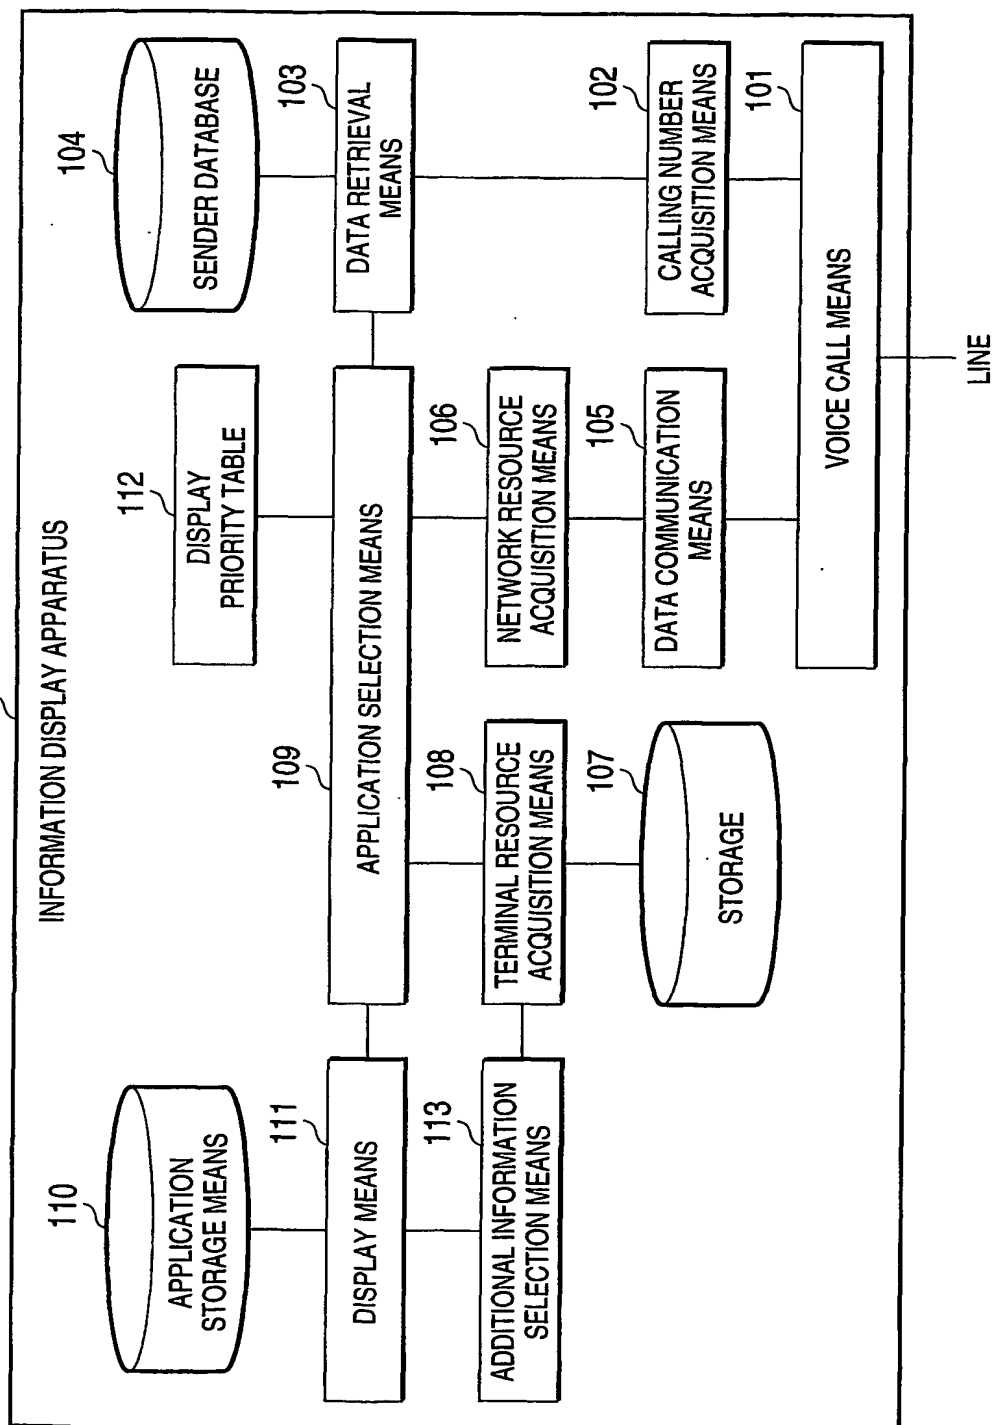 INFORMATION DISPLAY APPARATUS
110
APPLICATION
STORAGE MEANS
112
DISPLAY
PRIORITY TABLE
104
SENDER DATABASE
111
DISPLAY MEANS
109
APPLICATION SELECTION MEANS
103
DATA RETRIEVAL
MEANS
113
ADDITIONAL INFORMATION
SELECTION MEANS
108
TERMINAL RESOURCE
ACQUISITION MEANS
106
NETWORK RESOURCE
ACQUISITION MEANS
107
STORAGE
105
DATA COMMUNICATION
MEANS
102
CALLING NUMBER
ACQUISITION MEANS
101
VOICE CALL MEANS
LINE